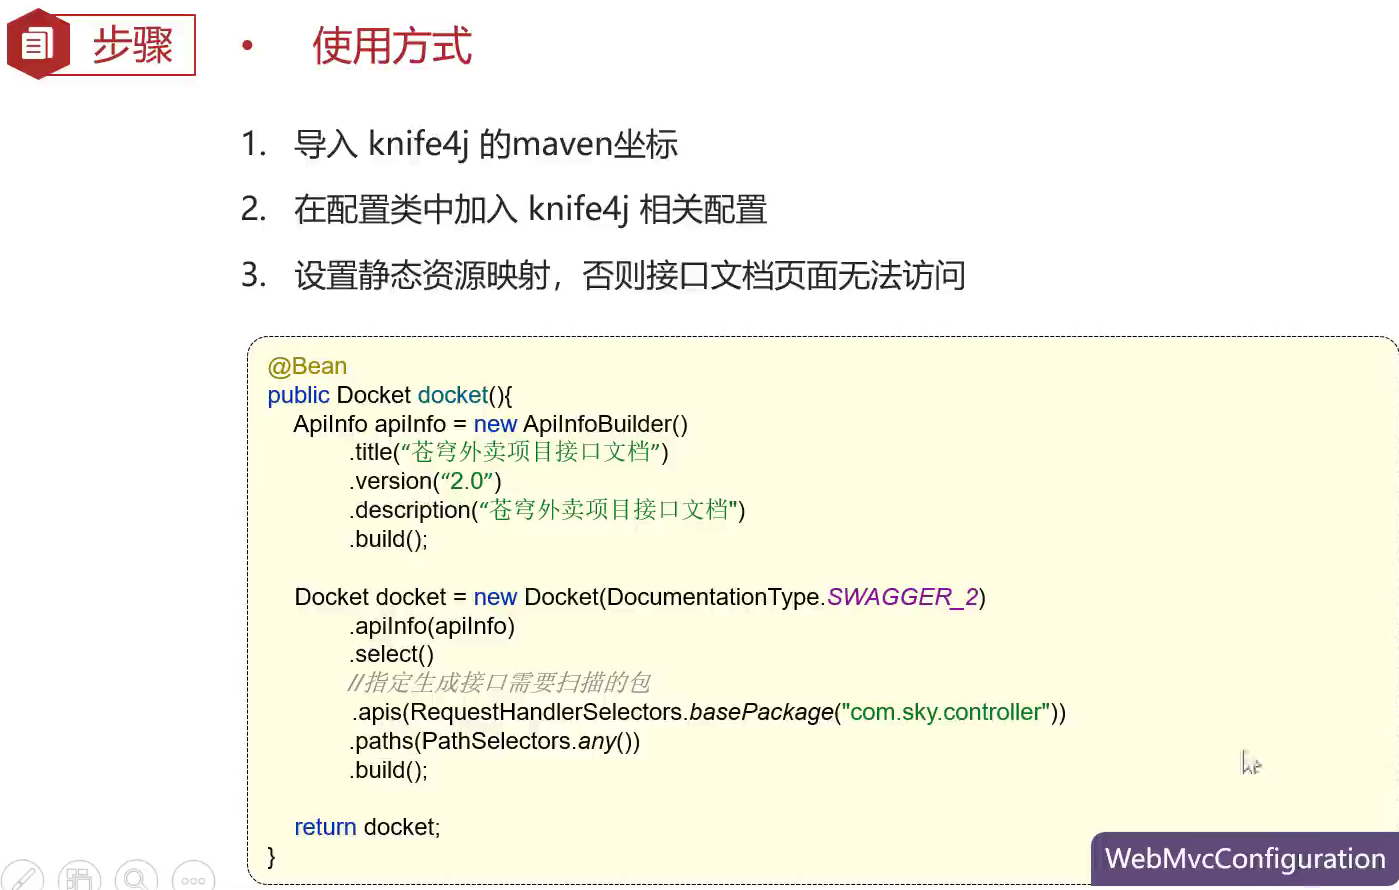 步骤
• 使用方式
1. 导入 knife4j 的maven坐标
2. 在配置类中加入 knife4j 相关配置
3. 设置静态资源映射，否则接口文档页面无法访问
@Bean
public Docket docket(){
ApiInfo apiInfo = new ApiInfoBuilder()
.title(“苍穹外卖项目接口文档”)
.version(“2.0”)
.description(“苍穹外卖项目接口文档")
.build();
Docket docket = new Docket(DocumentationType.SWAGGER_2)
.apiInfo(apiInfo)
.select()
//指定生成接口需要扫描的包
.apis(RequestHandlerSelectors.basePackage("com.sky.controller"))
.paths(PathSelectors.any())
.build();
return docket;
}
WebMvcConfiguration